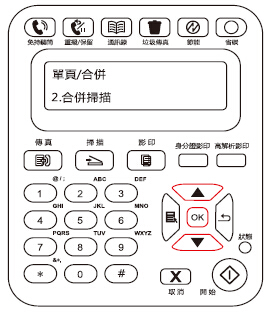 免持聽筒 重撥/保留 通訊錄 垃圾傳真 節能 省碳
單頁/合併
2.合併掃描
傳真 掃描 影印 身分證影印 高解析影印
@/: ABC DEF
1 2 3
GHI JKL MNO
4 5 6
PQRS TUV WXYZ
7 8 9
&+,
* 0 #
OK
狀態
X
取消 開始